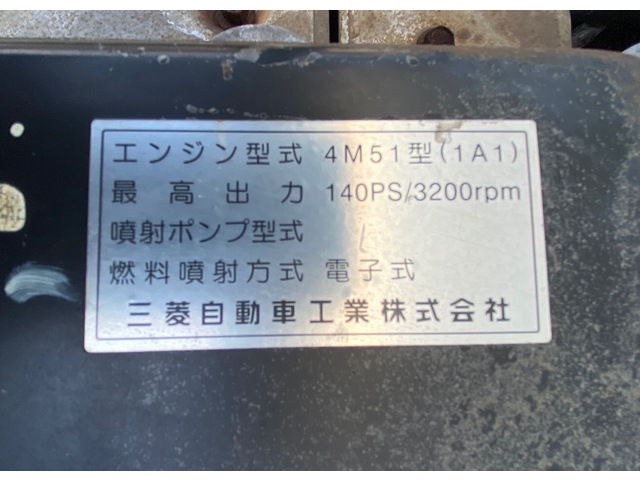 エンジン型式 4M51型(1A1)
最高出力 140PS/3200rpm
噴射ポンプ型式
燃料噴射方式 電子式
三菱自動車工業株式会社